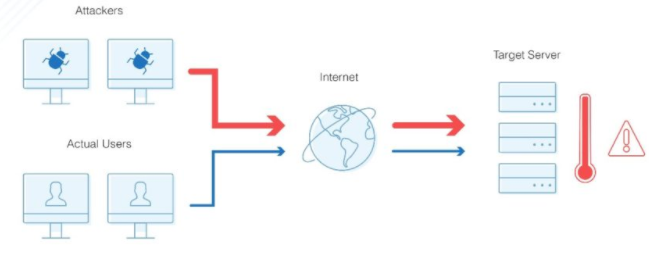 Attackers
Internet
Target Server
Actual Users